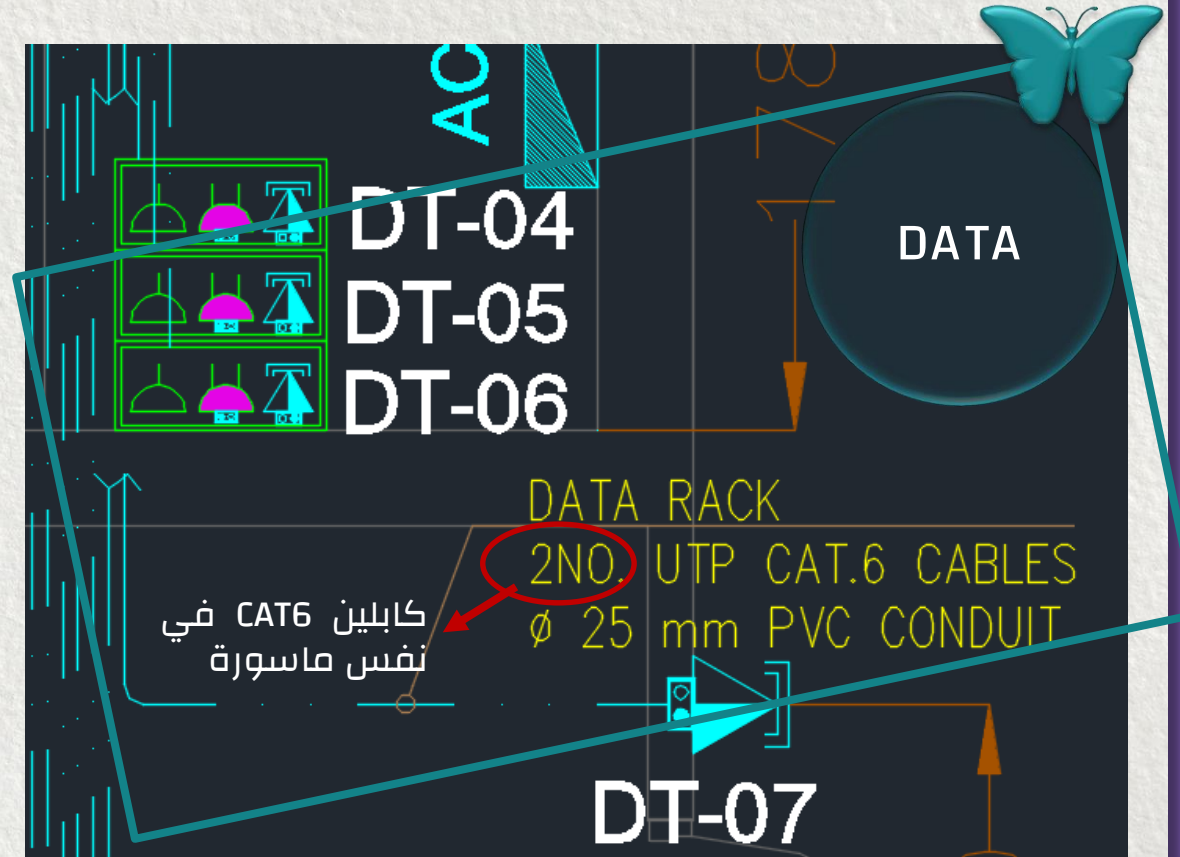 AC
178
DT-04
DATA
DT-05
DT-06
DATA RACK
2NO. UTP CAT.6 CABLES
ø 25 mm PVC CONDUIT
كابلين CAT6 في
نفس ماسورة
DT-07